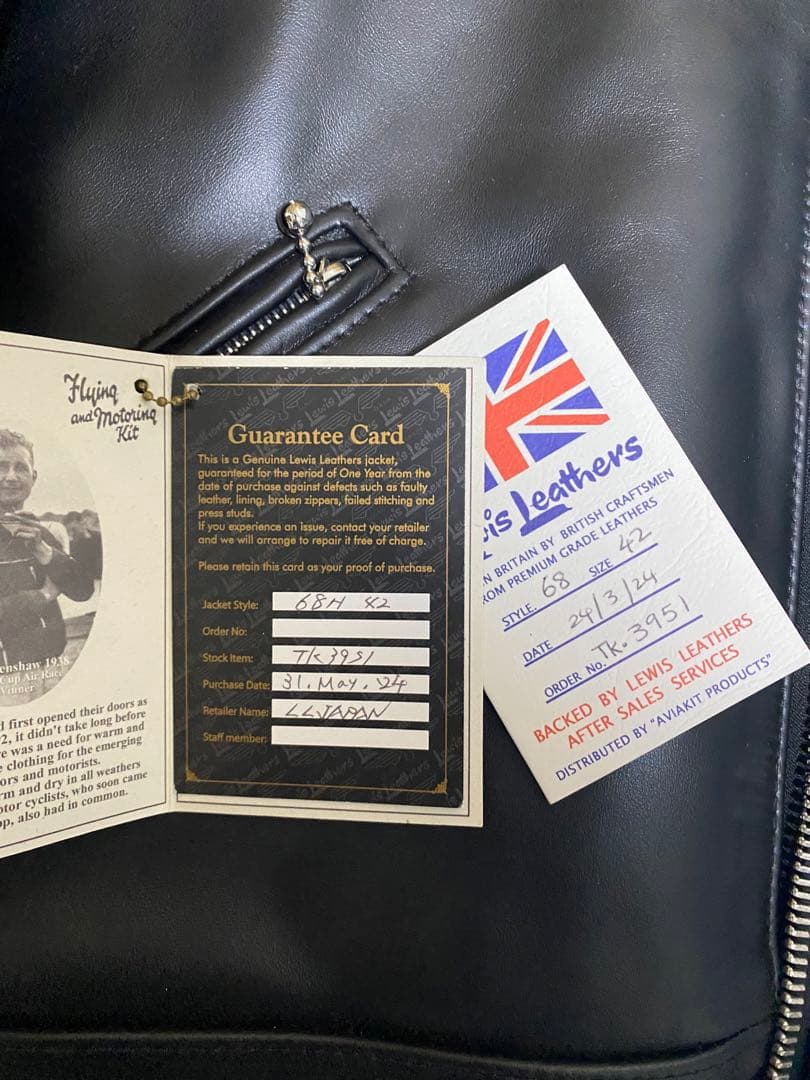 Flying
and Motoring
Kit
enshaw 1938
Cup Air Race
Winner
d first opened their doors as
2, it didn't take long before
re was a need for warm and
e clothing for the emerging
ors and motorists.
rm and dry in all weathers
otor cyclists, who soon came
op, also had in common.
Guarantee Card
This is a Genuine Lewis Leathers jacket,
guaranteed for the period of One Year from the
date of purchase against defects such as faulty
leather, lining, broken zippers, failed stitching and
press studs.
If you experience an issue, contact your retailer
and we will arrange to repair it free of charge.
Please retain this card as your proof of purchase.
Jacket Style: 68H 42
Order No:
Stock Item: TK3951
Purchase Date: 31. May. '24
Retailer Name: LLJAPAN
Staff member:
is Leathers
N BRITAIN BY BRITISH CRAFTSMEN
ROM PREMIUM GRADE LEATHERS
STYLE. 68 SIZE 42
DATE 24/3/24
ORDER No. TK.3951
BACKED BY LEWIS LEATHERS
AFTER SALES SERVICES
DISTRIBUTED BY "AVIAKIT PRODUCTS"